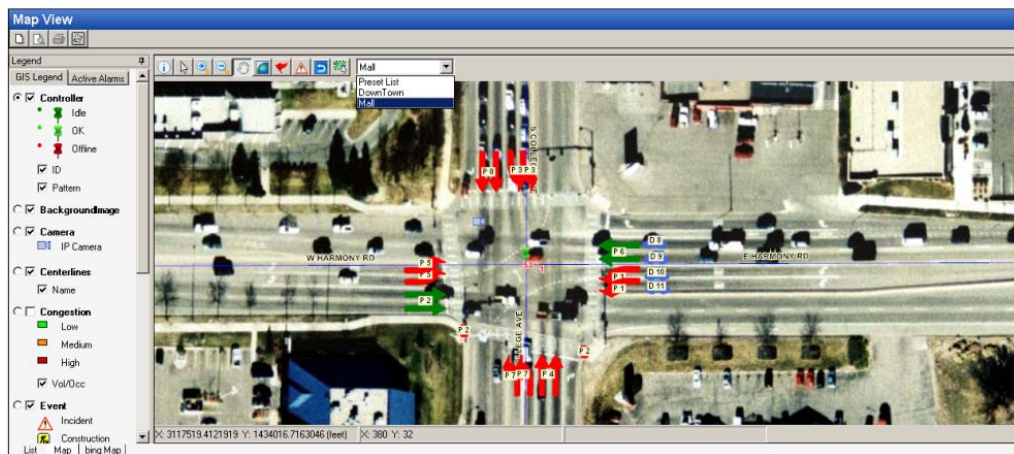 Map View
Legend
GIS Legend Active Alarms
Controller
Idle
OK
Offline
ID
Pattern
BackgroundImage
Camera
IP Camera
Centerlines
Name
Congestion
Low
Medium
High
Vol/Occ
Event
Incident
Construction
List Map bing Map
Mall
Preset List
DownTown
Mall
P 8 P 3 P 3
W HARMONY RD
E HARMONY RD
D 8
P 6
D 9
P 5
D 10
P 1
D 11
P 1
P 2
53
1
P 2
P 2
P 7 P 7 P 4
X: 3117519.4121919 Y: 1434016.7163046 (feet) X: 380 Y: 32